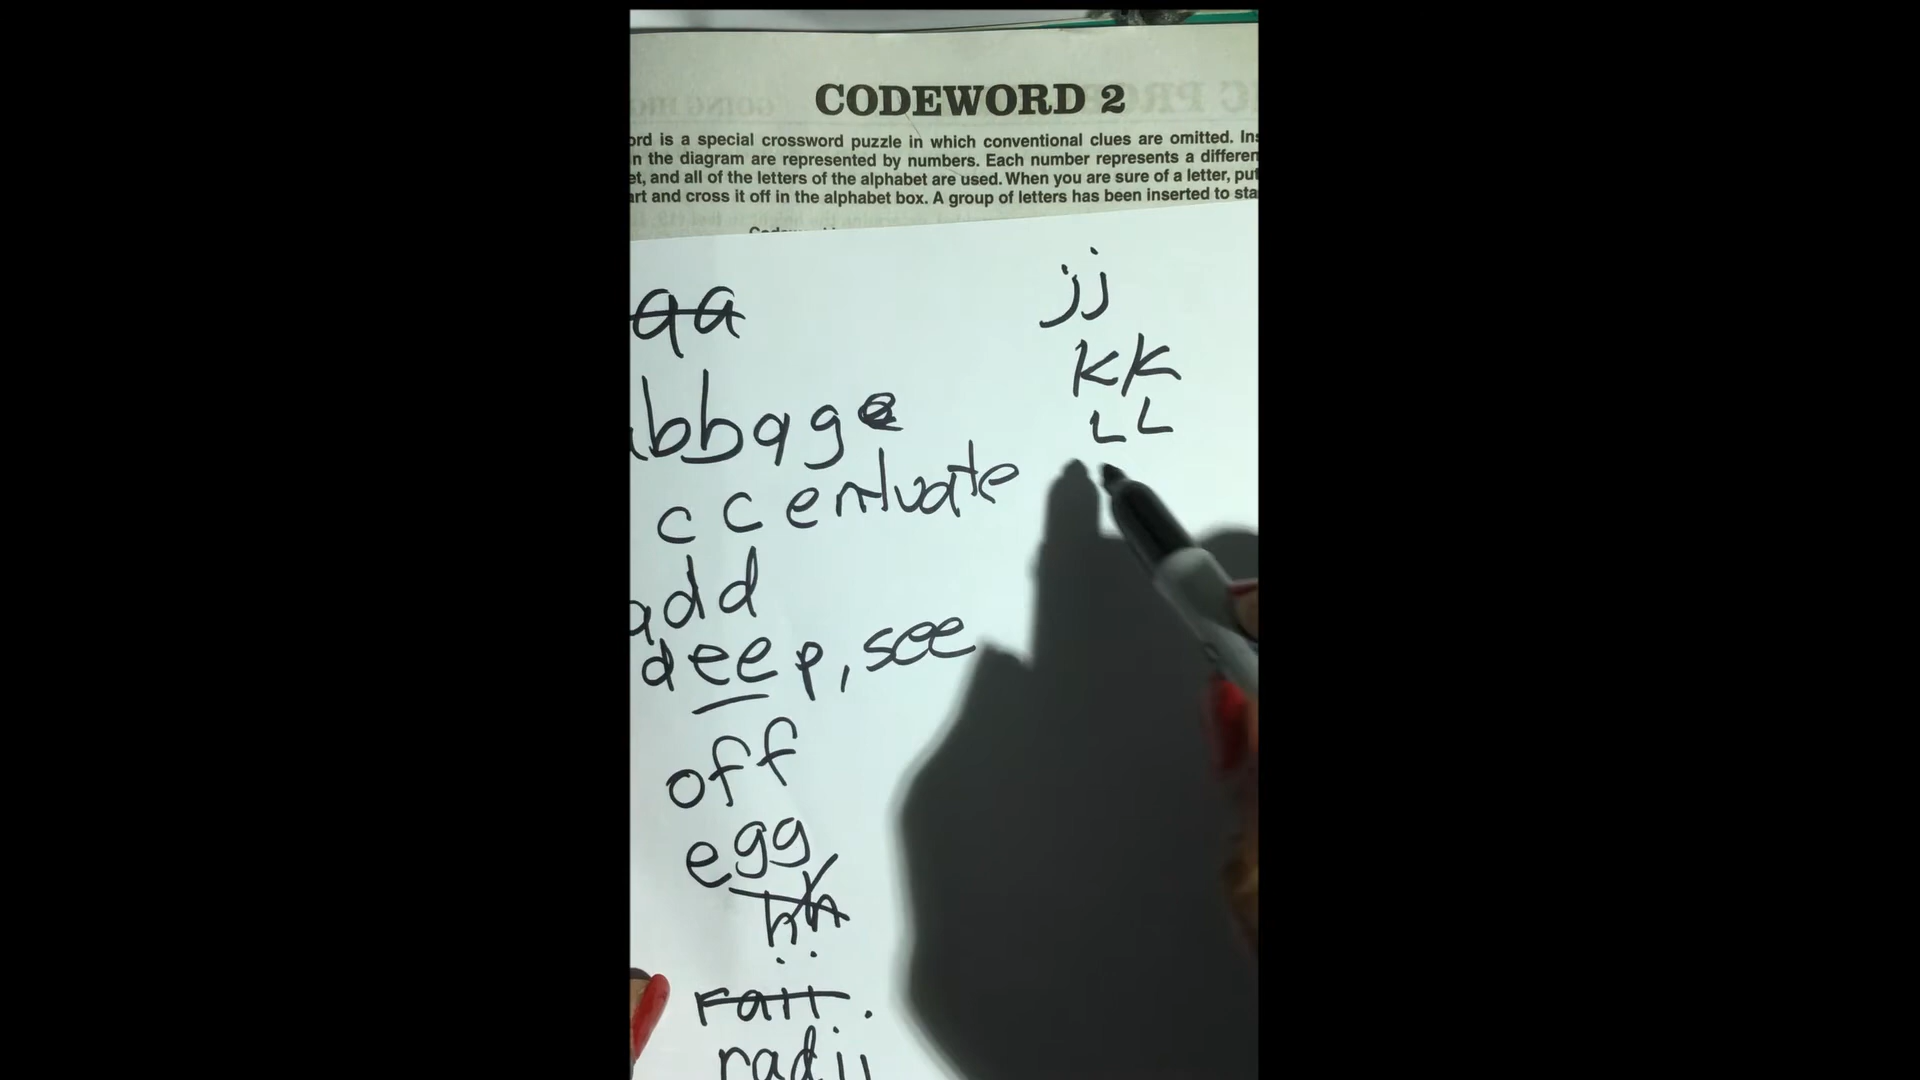 CODEWORD 2
ord is a special crossword puzzle in which conventional clues are omitted. Ins
n the diagram are represented by numbers. Each number represents a differen
et, and all of the letters of the alphabet are used. When you are sure of a letter, put
art and cross it off in the alphabet box. A group of letters has been inserted to sta
aa
bbage
ccentuate
add
deep, see
off
egg
hh
radii
jj
KK
LL